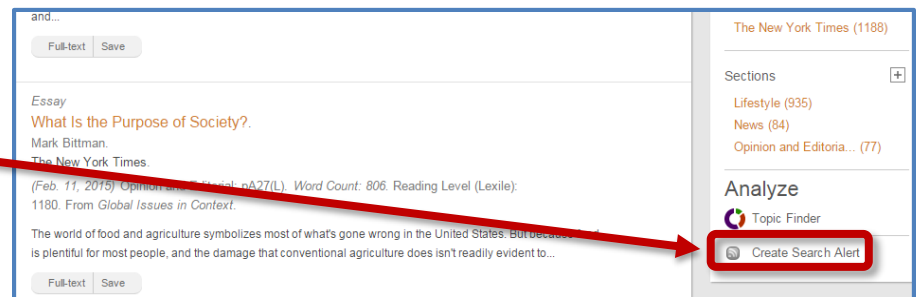 and...
Full-text Save
Essay
What Is the Purpose of Society?.
Mark Bittman.
The New York Times.
(Feb. 11, 2015) Opinion and Editorial: pA27(L). Word Count: 806. Reading Level (Lexile):
1180. From Global Issues in Context.
The world of food and agriculture symbolizes most of what's gone wrong in the United States. But because food
is plentiful for most people, and the damage that conventional agriculture does isn't readily evident to...
Full-text Save
The New York Times (1188)
Sections
Lifestyle (935)
News (84)
Opinion and Editoria... (77)
Analyze
Topic Finder
Create Search Alert